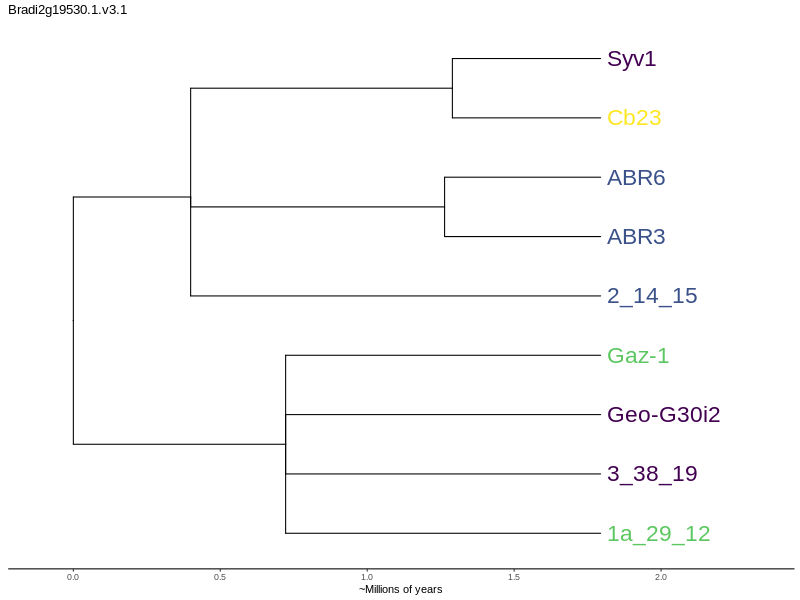 Bradi2g19530.1.v3.1
Syv1
Cb23
ABR6
ABR3
2_14_15
Gaz-1
Geo-G30i2
3_38_19
1a_29_12
0.0 0.5 1.0 1.5 2.0
~Millions of years